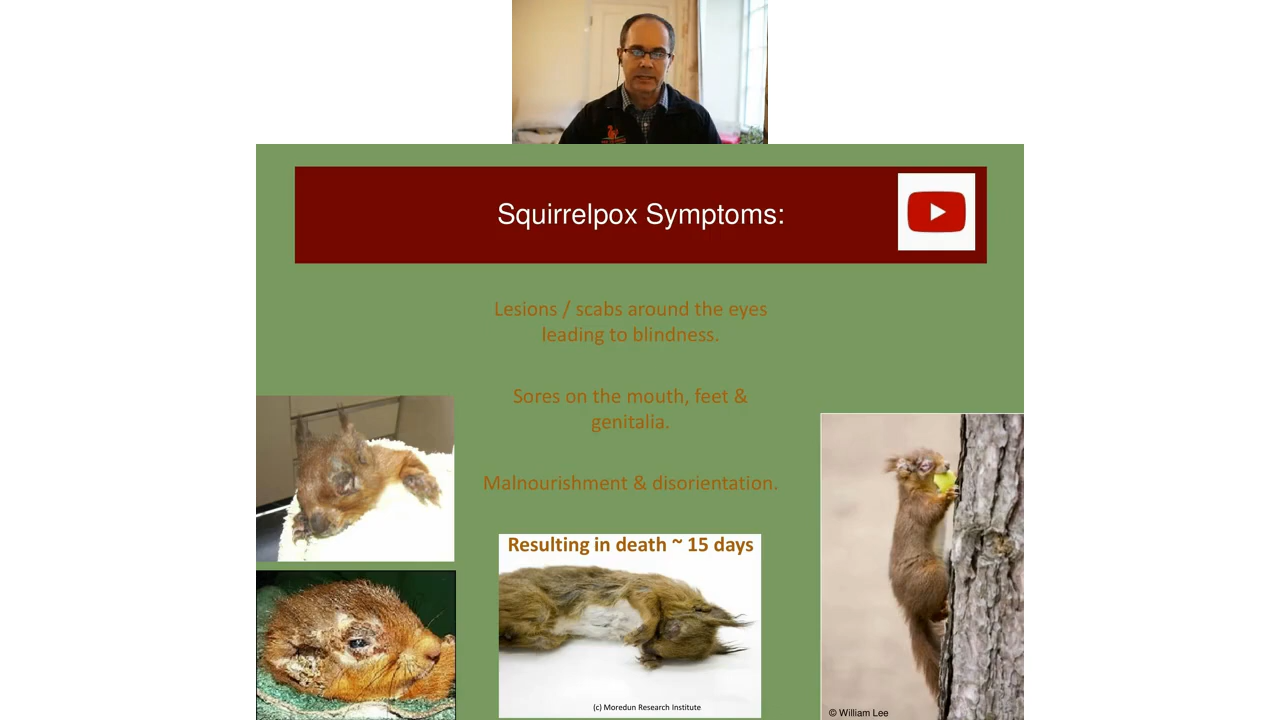 Squirrelpox Symptoms:
Lesions / scabs around the eyes
leading to blindness.
Sores on the mouth, feet &
genitalia.
Malnourishment & disorientation.
Resulting in death ~ 15 days
(c) Moredun Research Institute
© William Lee